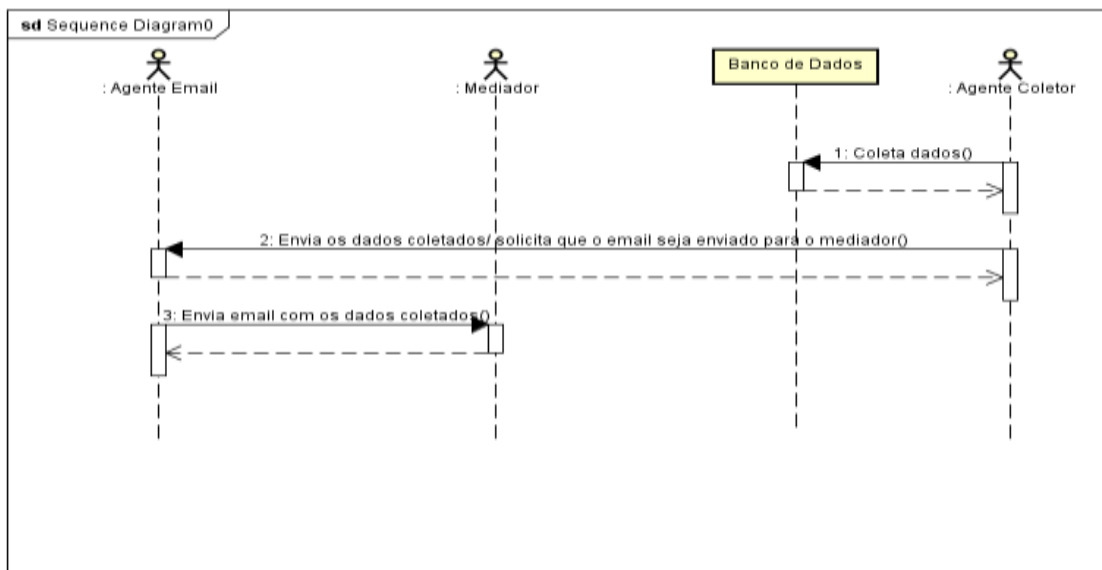 sd Sequence Diagram0
: Agente Email
: Mediador
Banco de Dados
: Agente Coletor
1: Coleta dados()
2: Envia os dados coletados/ solicita que o email seja enviado para o mediador()
3: Envia email com os dados coletados()